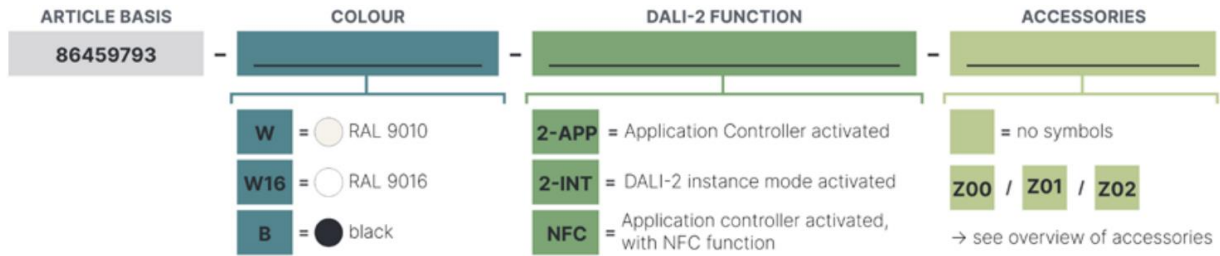 ARTICLE BASIS COLOUR DALI-2 FUNCTION ACCESSORIES
86459793 – – –
W = RAL 9010 2-APP = Application Controller activated = no symbols
W16 = RAL 9016 2-INT = DALI-2 instance mode activated Z00 / Z01 / Z02
B = black NFC = Application controller activated,
with NFC function → see overview of accessories